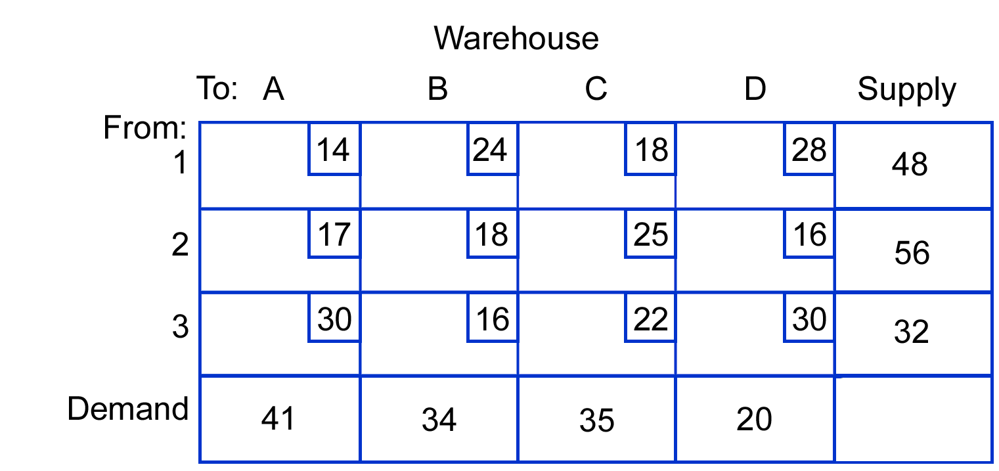 Warehouse
To: A B C D Supply
From:
1 14 24 18 28 48
2 17 18 25 16 56
3 30 16 22 30 32
Demand 41 34 35 20